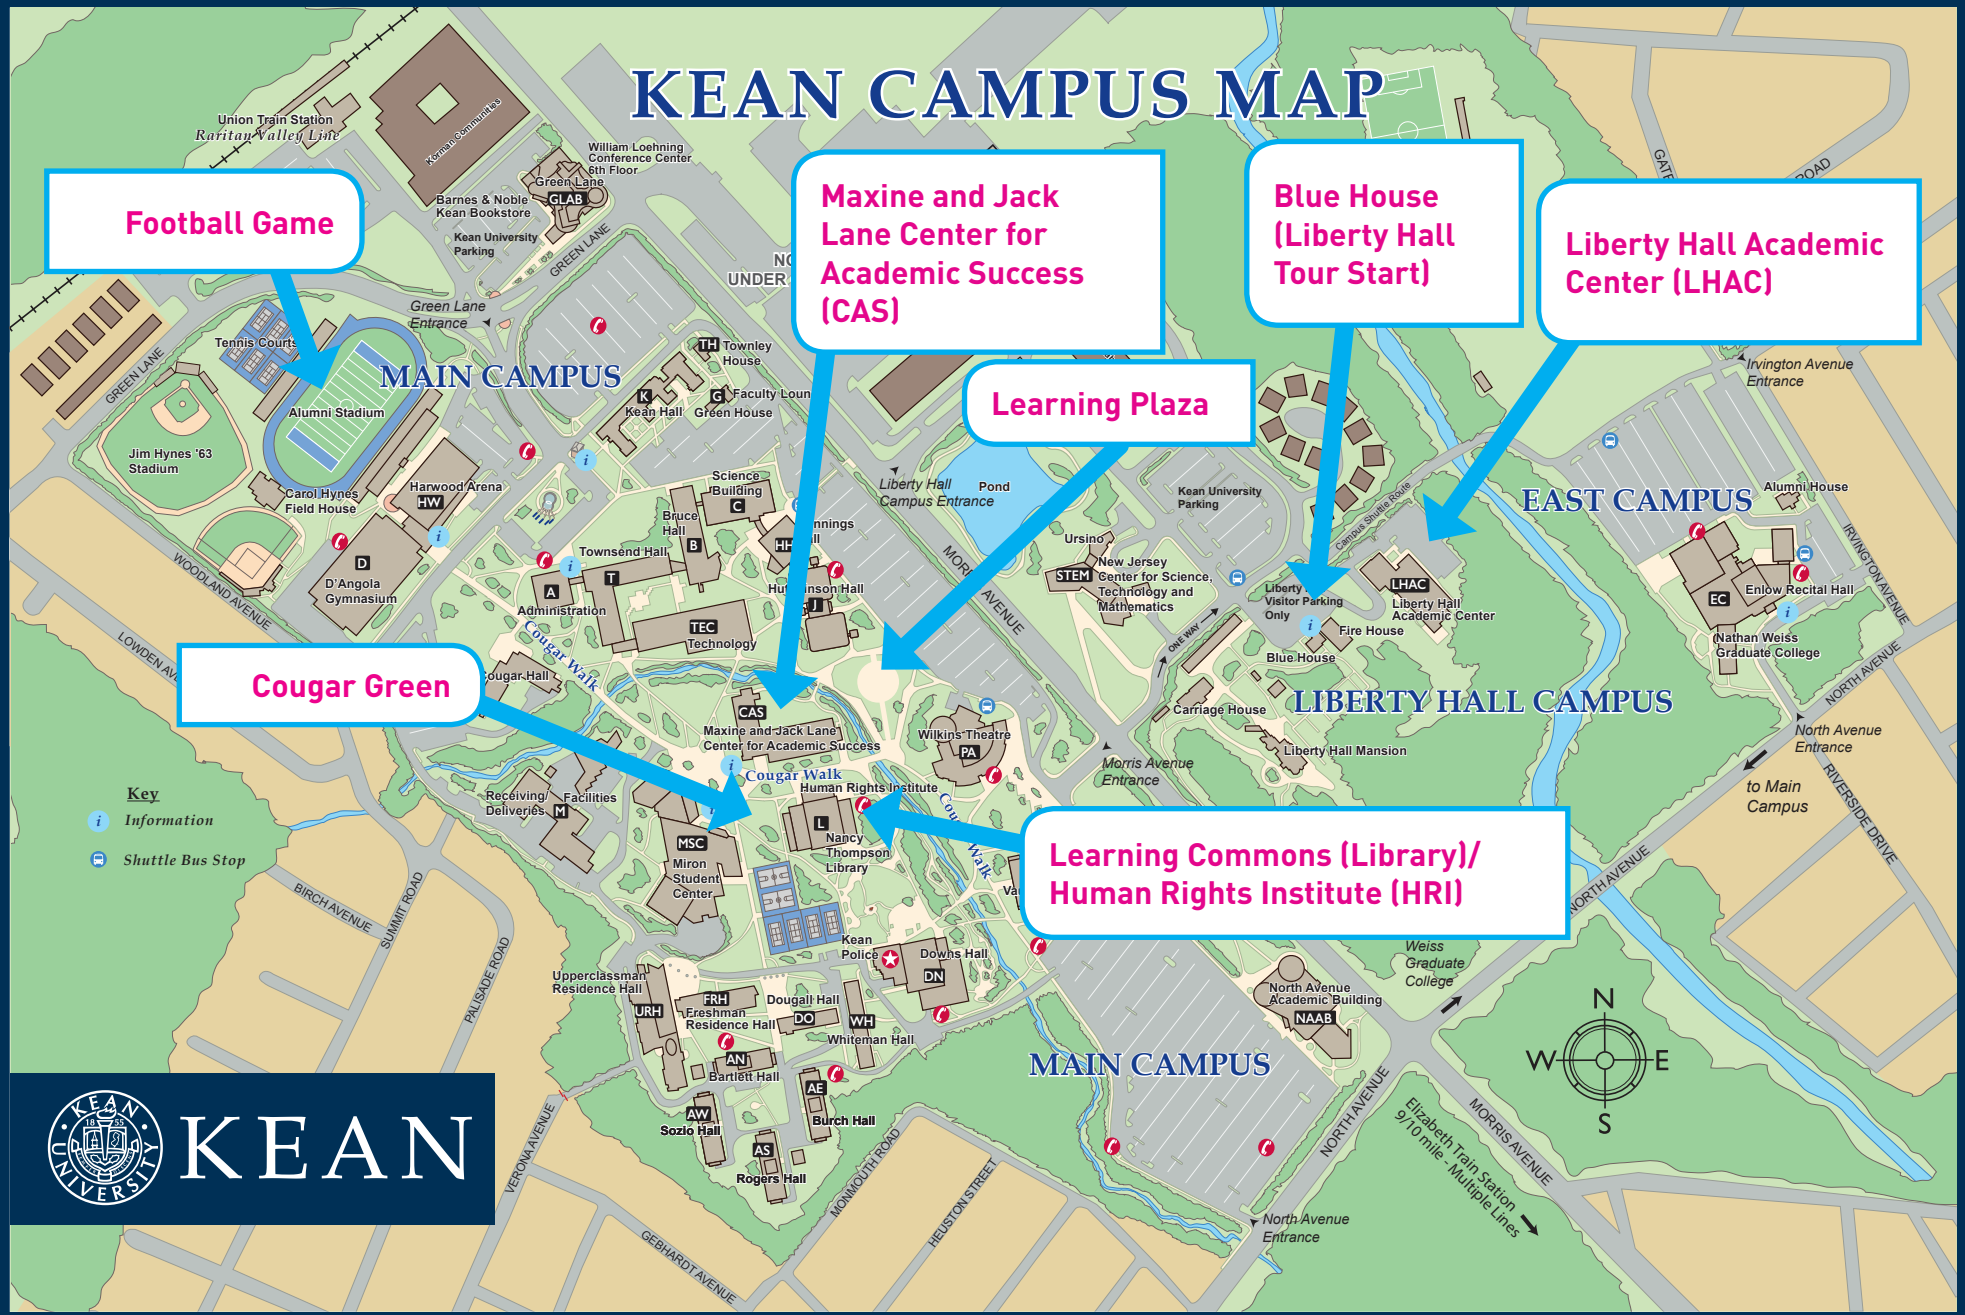 KEAN CAMPUS MAP
Union Train Station
Raritan Valley Line
Korman Communities
William Loehning
Conference Center
6th Floor
Green Lane
GLAB
Barnes & Noble
Kean Bookstore
Kean University
Parking
GREEN LANE
Football Game
Maxine and Jack
Lane Center for
Academic Success
(CAS)
Blue House
(Liberty Hall
Tour Start)
Liberty Hall Academic
Center (LHAC)
ROAD
UNDER
Green Lane
Entrance
Tennis Courts
MAIN CAMPUS
GREEN LANE
Alumni Stadium
Jim Hynes '63
Stadium
Carol Hynes
Field House
Harwood Arena
HW
D
D'Angola
Gymnasium
WOODLAND AVENUE
TH
Townley
House
K
Kean Hall
G
Faculty Loun
Green House
Learning Plaza
Irvington Avenue
Entrance
Science
Building
C
Bruce
Hall
B
HH
Liberty Hall
Campus Entrance
Pond
Kean University
Parking
Campus Shuttle Route
EAST CAMPUS
Alumni House
IRVINGTON AVENUE
Townsend Hall
T
A
Administration
TEC
Technology
J
Ursino
STEM
New Jersey
Center for Science,
Technology and
Mathematics
MORRIS AVENUE
ONE WAY
Liberty
Visitor Parking
Only
LHAC
Liberty Hall
Academic Center
Fire House
Blue House
EC
Enlow Recital Hall
Nathan Weiss
Graduate College
NORTH AVENUE
Cougar Walk
Cougar Green
Cougar Hall
CAS
Maxine and Jack Lane
Center for Academic Success
Wilkins Theatre
PA
Carriage House
LIBERTY HALL CAMPUS
Liberty Hall Mansion
North Avenue
Entrance
to Main
Campus
RIVERSIDE DRIVE
Morris Avenue
Entrance
Cougar Walk
Human Rights Institute
L
Nancy
Thompson
Library
Receiving/
Deliveries
Facilities
M
MSC
Miron
Student
Center
Walk
Learning Commons (Library)/
Human Rights Institute (HRI)
NORTH AVENUE
Key
Information
Shuttle Bus Stop
BIRCH AVENUE
SUMMIT ROAD
PALISADE ROAD
Kean
Police
Downs Hall
DN
Weiss
Graduate
College
Upperclassman
Residence Hall
URH
FRH
Freshman
Residence Hall
Dougall Hall
DO
WH
Whiteman Hall
AN
Bartlett Hall
North Avenue
Academic Building
NAAB
N
W
E
S
MAIN CAMPUS
AE
Burch Hall
AW
Sozio Hall
AS
Rogers Hall
VERONA AVENUE
MONMOUTH ROAD
HEUSTON STREET
GEBHARDT AVENUE
NORTH AVENUE
MORRIS AVENUE
Elizabeth Train Station
9/10 mile - Multiple Lines
North Avenue
Entrance
KEAN
UNIVERSITY
1855
KEAN